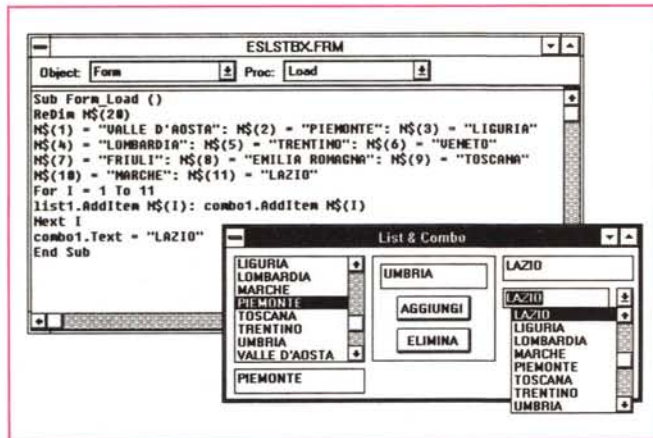 ESLSTBX.FRM
Object: Form Proc: Load
Sub Form_Load ()
ReDim N$(20)
N$(1) = "VALLE D'AOSTA": N$(2) = "PIEMONTE": N$(3) = "LIGURIA"
N$(4) = "LOMBARDIA": N$(5) = "TRENTINO": N$(6) = "VENETO"
N$(7) = "FRIULI": N$(8) = "EMILIA ROMAGNA": N$(9) = "TOSCANA"
N$(10) = "MARCHE": N$(11) = "LAZIO"
For I = 1 To 11
list1.AddItem N$(I): combo1.AddItem N$(I)
Next I
combo1.Text = "LAZIO"
End Sub
List & Combo
LIGURIA
LOMBARDIA
MARCHE
PIEMONTE
TOSCANA
TRENTINO
UMBRIA
VALLE D'AOSTA
PIEMONTE
UMBRIA
AGGIUNGI
ELIMINA
LAZIO
LAZIO
LAZIO
LIGURIA
LOMBARDIA
MARCHE
PIEMONTE
TOSCANA
TRENTINO
UMBRIA